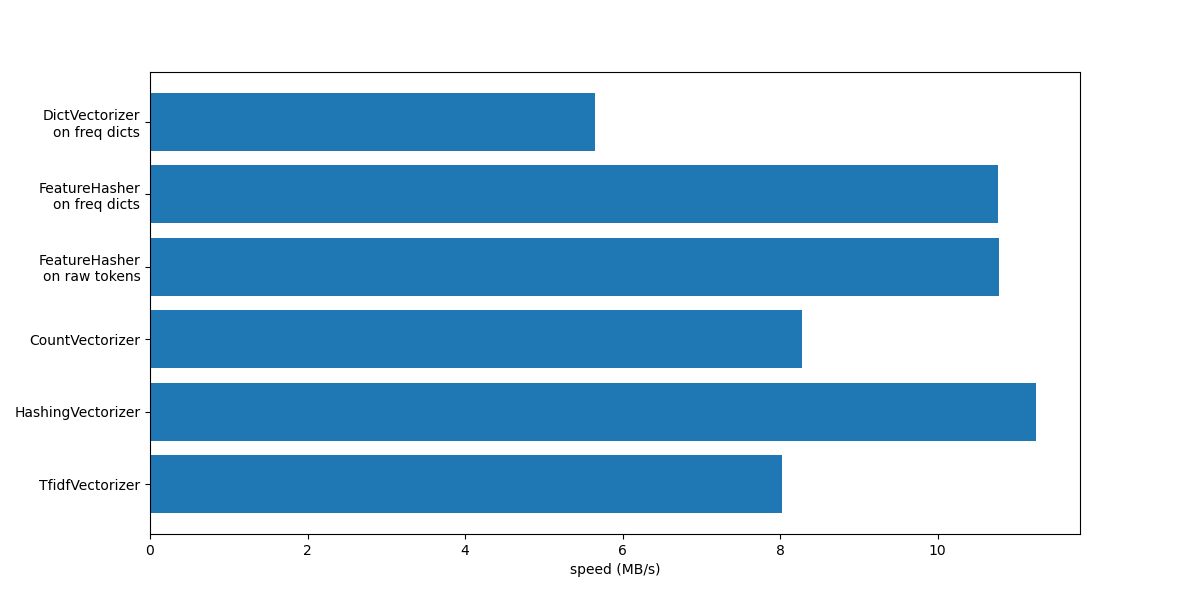 DictVectorizer
on freq dicts
FeatureHasher
on freq dicts
FeatureHasher
on raw tokens
CountVectorizer
HashingVectorizer
TfidfVectorizer
0 2 4 6 8 10
speed (MB/s)